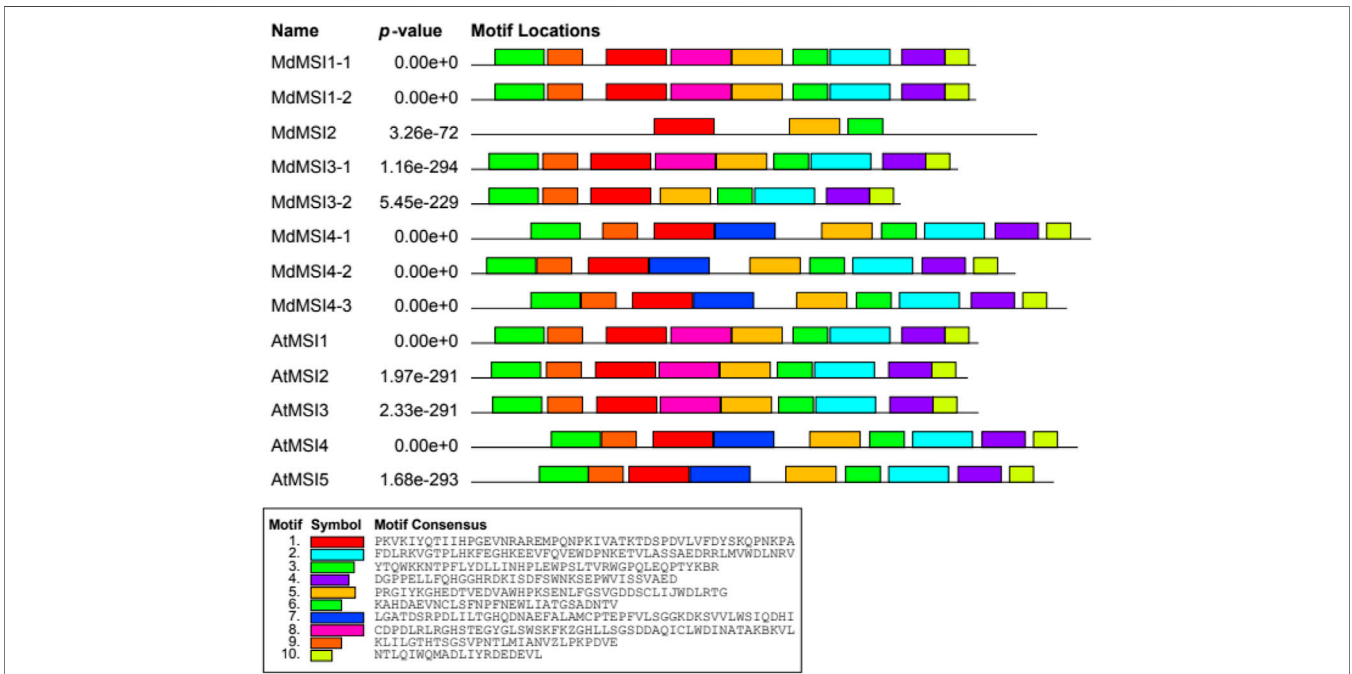 Name p-value Motif Locations
MdMSI1-1 0.00e+0
MdMSI1-2 0.00e+0
MdMSI2 3.26e-72
MdMSI3-1 1.16e-294
MdMSI3-2 5.45e-229
MdMSI4-1 0.00e+0
MdMSI4-2 0.00e+0
MdMSI4-3 0.00e+0
AtMSI1 0.00e+0
AtMSI2 1.97e-291
AtMSI3 2.33e-291
AtMSI4 0.00e+0
AtMSI5 1.68e-293
Motif Symbol Motif Consensus
1. PKVKIYQTIIHPGEVNRAREMPQNPKIVATKTDSPDVLVFDYSKQPNKPA
2. FDLRKVGTPLHKFEGHKEEVFQVEWDPNKETVLASSAEDRRLMVWDLNRV
3. YTQWKKNTPFLYDLLINHPLEWPSLTVRWGPQLEQPTYKBR
4. DGPPELLFQHGGHRDKISDFSWNKSEPWVISSVAED
5. PRGIYKGHEDTVEDVAWHPKSENLFGSVGDDSCLIJWDLRTG
6. KAHDAEVNCLSFNPFNEWLIATGSADNTV
7. LGATDSRPDLILTGHQDNAEFALAMCPTEPFVLSGGKDKSVVLWSIQDHI
8. CDPDLRLRGHSTEGYGLSWSKFKZGHLLSGSDDAQICLWDINATAKBKVL
9. KLILGTHTSGSVPNTLMIANVZLPKPDVE
10. NTLQIWQMADLIYRDEDEVL